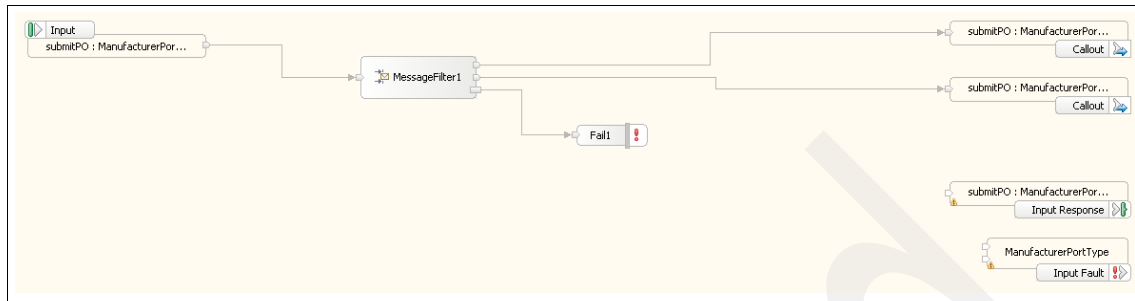 Input
submitPO : ManufacturerPor...
submitPO : ManufacturerPor...
Callout
MessageFilter1
submitPO : ManufacturerPor...
Callout
Fail1
submitPO : ManufacturerPor...
Input Response
ManufacturerPortType
Input Fault